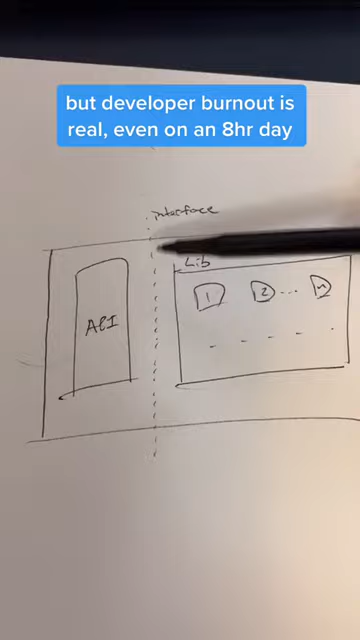 but developer burnout is
real, even on an 8hr day
interface
Lib
1 2 ... n
API